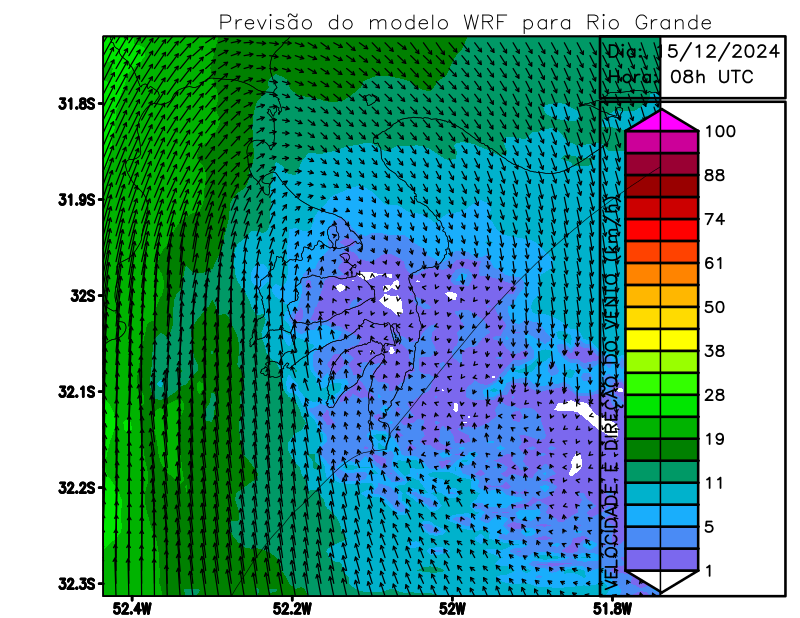 Previsão do modelo WRF para Rio Grande
Dia: 15/12/2024
Hora: 08h UTC
31.8S
31.9S
32S
32.1S
32.2S
32.3S
52.4W
52.2W
52W
51.8W
VELOCIDADE E DIREÇÃO DO VENTO (km/h)
100
88
74
61
50
38
28
19
11
5
1